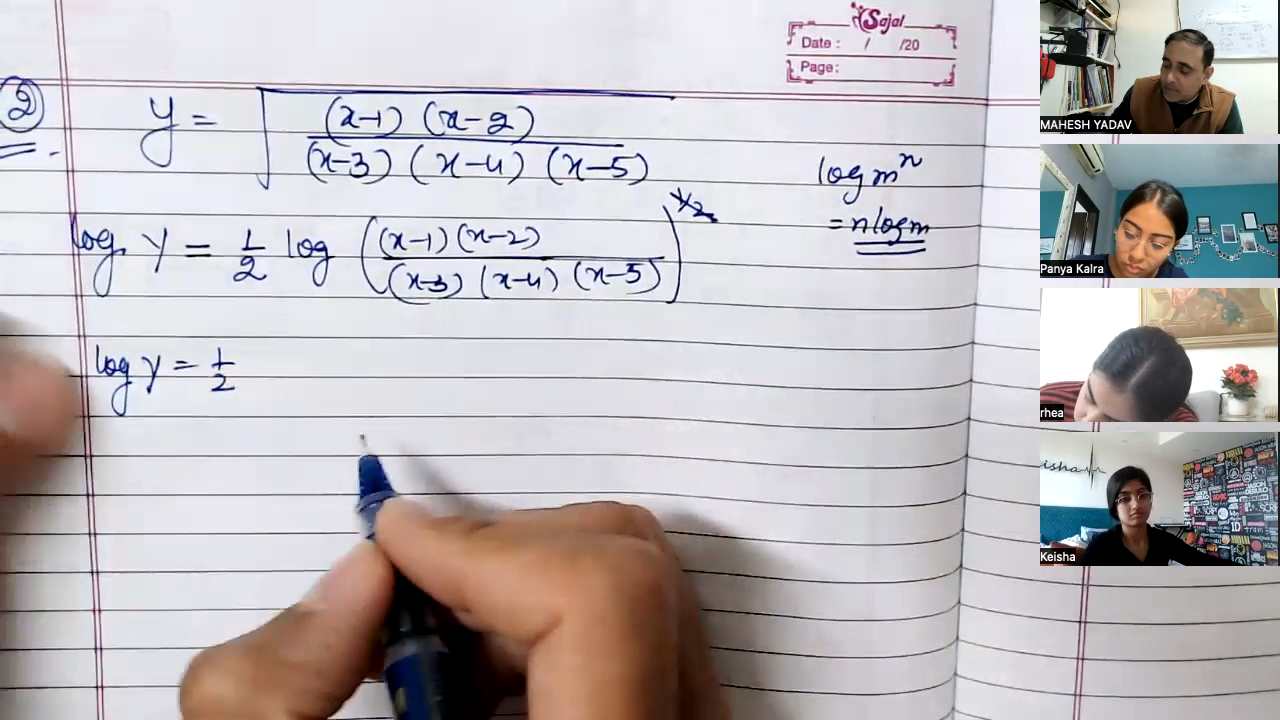 Sajal
Date : / /20
Page:
② y = √((x-1) (x-2) / (x-3) (x-4) (x-5))
log m^n
= n log m
log y = 1/2 log ((x-1) (x-2) / (x-3) (x-4) (x-5))^1/2
log y = 1/2
MAHESH YADAV
Panya Kalra
rhea
Keisha